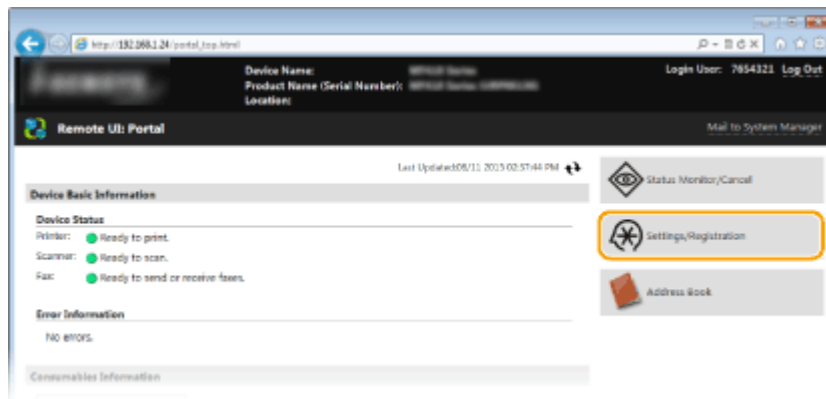 http://192.168.1.24/portal_top.html
Device Name:
Product Name (Serial Number):
Location:
Login User: 7654321 Log Out
Remote UI: Portal
Mail to System Manager
Last Updated:08/11 2015 02:57:44 PM
Device Basic Information
Device Status
Printer: Ready to print.
Scanner: Ready to scan.
Fax: Ready to send or receive faxes.
Error Information
No errors.
Consumables Information
Status Monitor/Cancel
Settings/Registration
Address Book